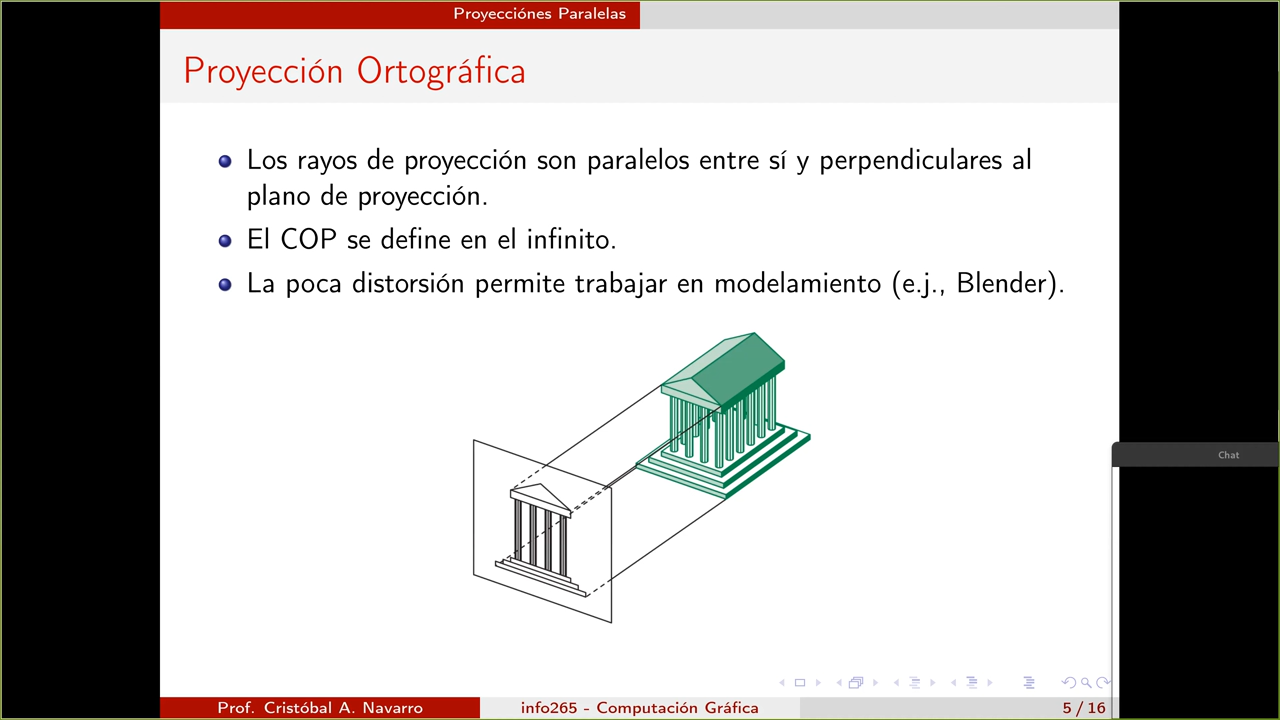 Proyecciónes Paralelas
Proyección Ortográfica
Los rayos de proyección son paralelos entre sí y perpendiculares al
plano de proyección.
El COP se define en el infinito.
La poca distorsión permite trabajar en modelamiento (e.j., Blender).
Chat
Prof. Cristóbal A. Navarro
info265 - Computación Gráfica
5 / 16